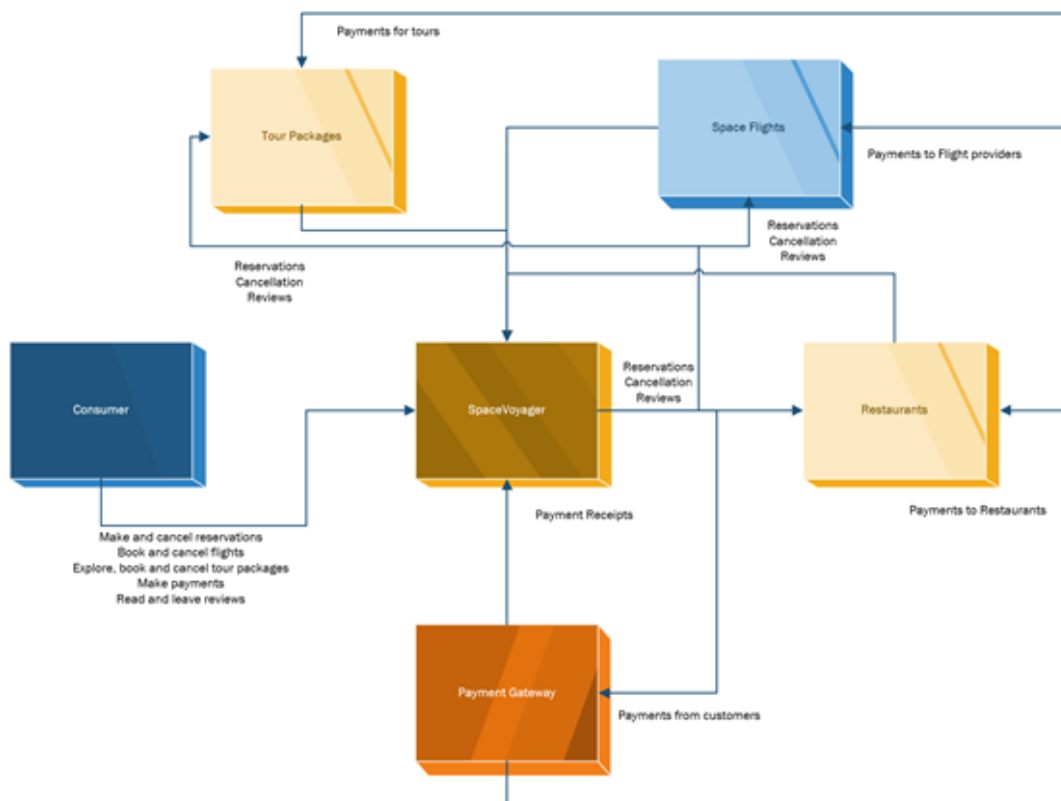 Payments for tours
Tour Packages
Space Flights
Payments to Flight providers
Reservations
Cancellation
Reviews
Reservations
Cancellation
Reviews
Consumer
SpaceVoyager
Reservations
Cancellation
Reviews
Restaurants
Payment Receipts
Payments to Restaurants
Make and cancel reservations
Book and cancel flights
Explore, book and cancel tour packages
Make payments
Read and leave reviews
Payment Gateway
Payments from customers